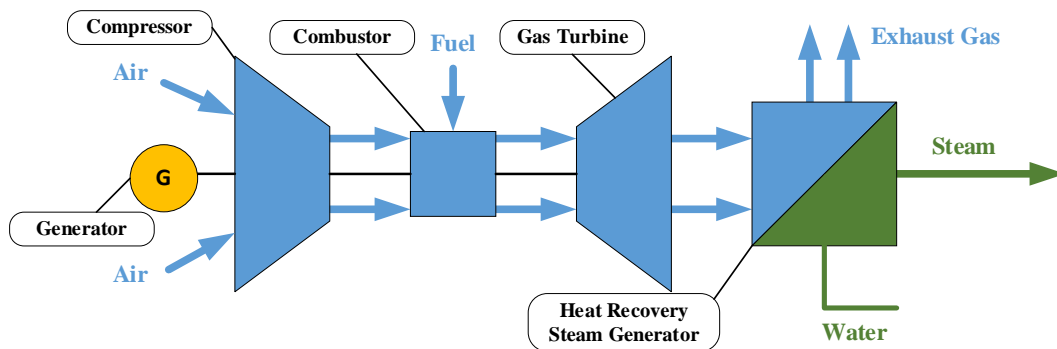 Compressor
Combustor
Fuel
Gas Turbine
Exhaust Gas
Air
G
Steam
Generator
Air
Heat Recovery
Steam Generator
Water